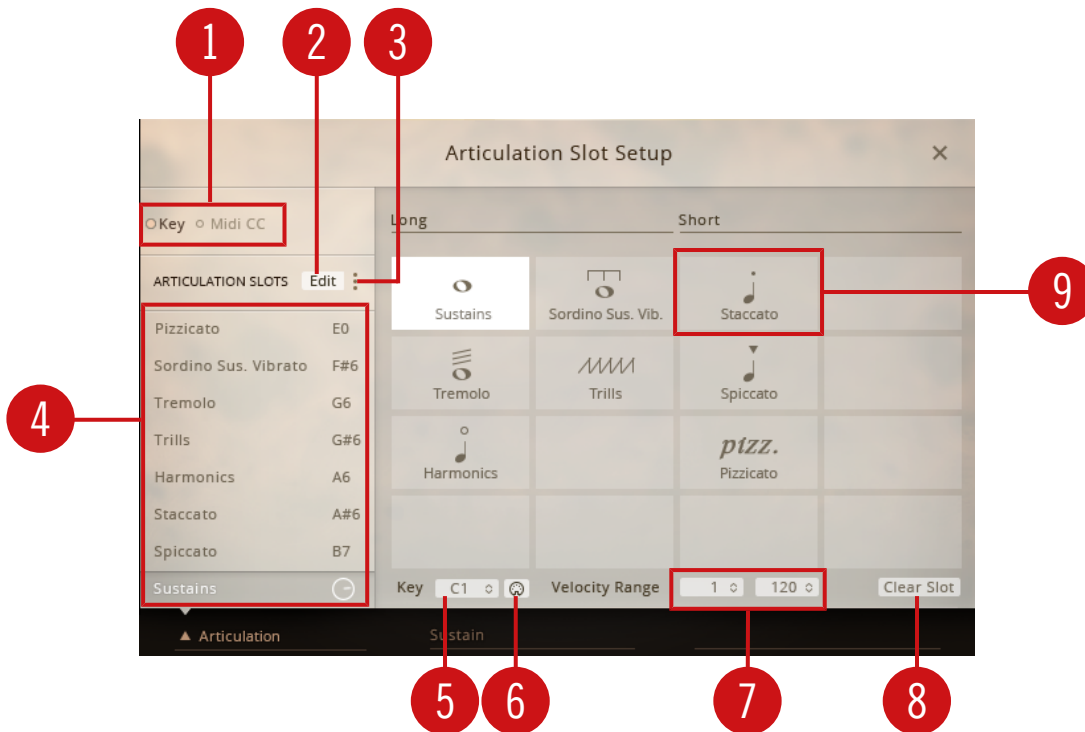 1 2 3
Articulation Slot Setup
Key Midi CC
Long Short
ARTICULATION SLOTS Edit
9
Sustains Sordino Sus. Vib. Staccato
Pizzicato E0
Sordino Sus. Vibrato F#6
Tremolo G6
Trills G#6
Harmonics A6
Staccato A#6
Spiccato B7
Sustains
4
Tremolo Trills Spiccato
pizz.
Harmonics Pizzicato
Key C1 Velocity Range 1 120 Clear Slot
Articulation Sustain
5 6 7 8